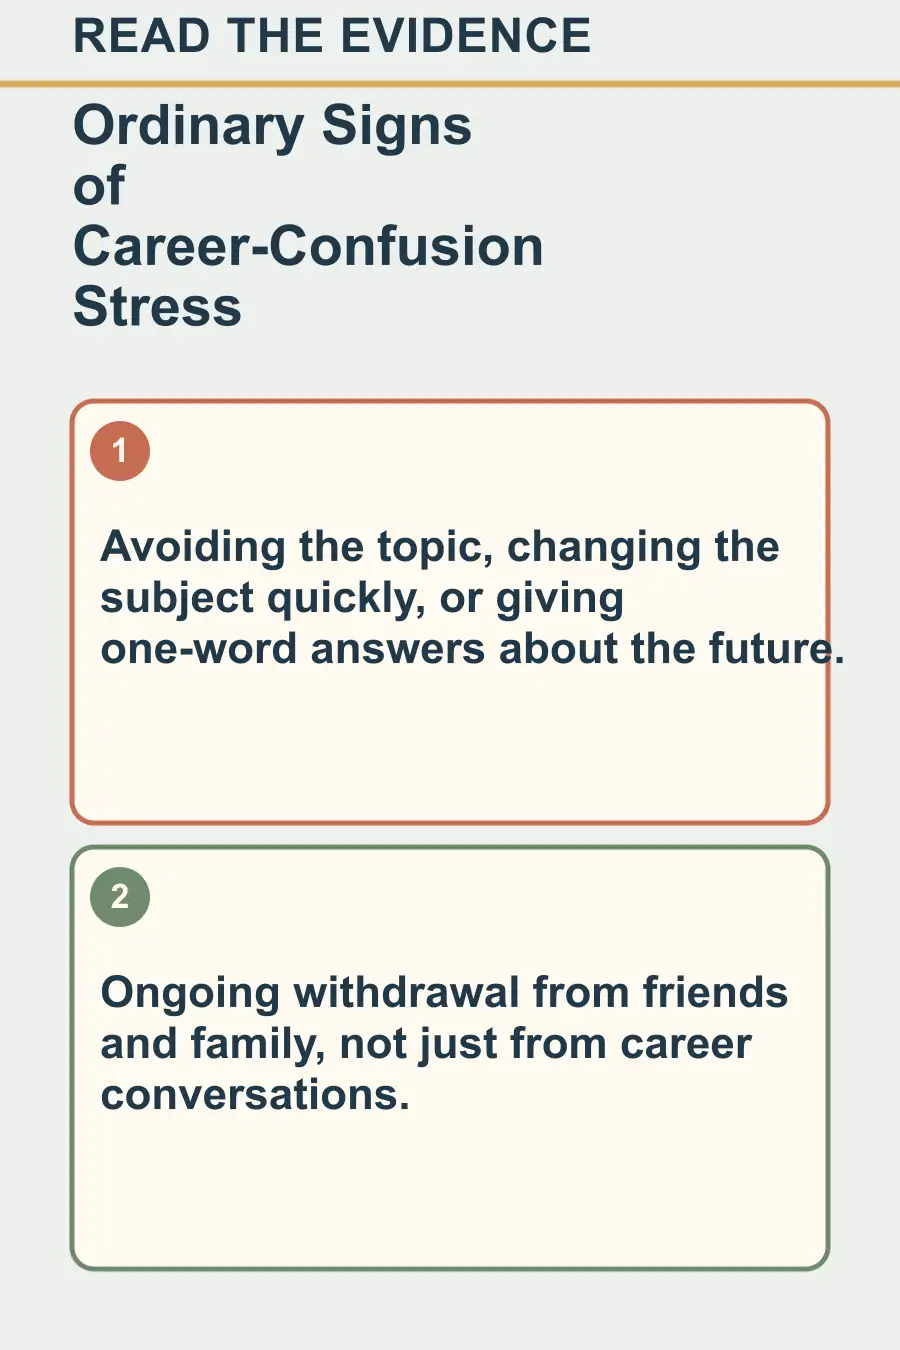 READ THE EVIDENCE
Ordinary Signs
of
Career-Confusion
Stress
1
Avoiding the topic, changing the
subject quickly, or giving
one-word answers about the future.
2
Ongoing withdrawal from friends
and family, not just from career
conversations.